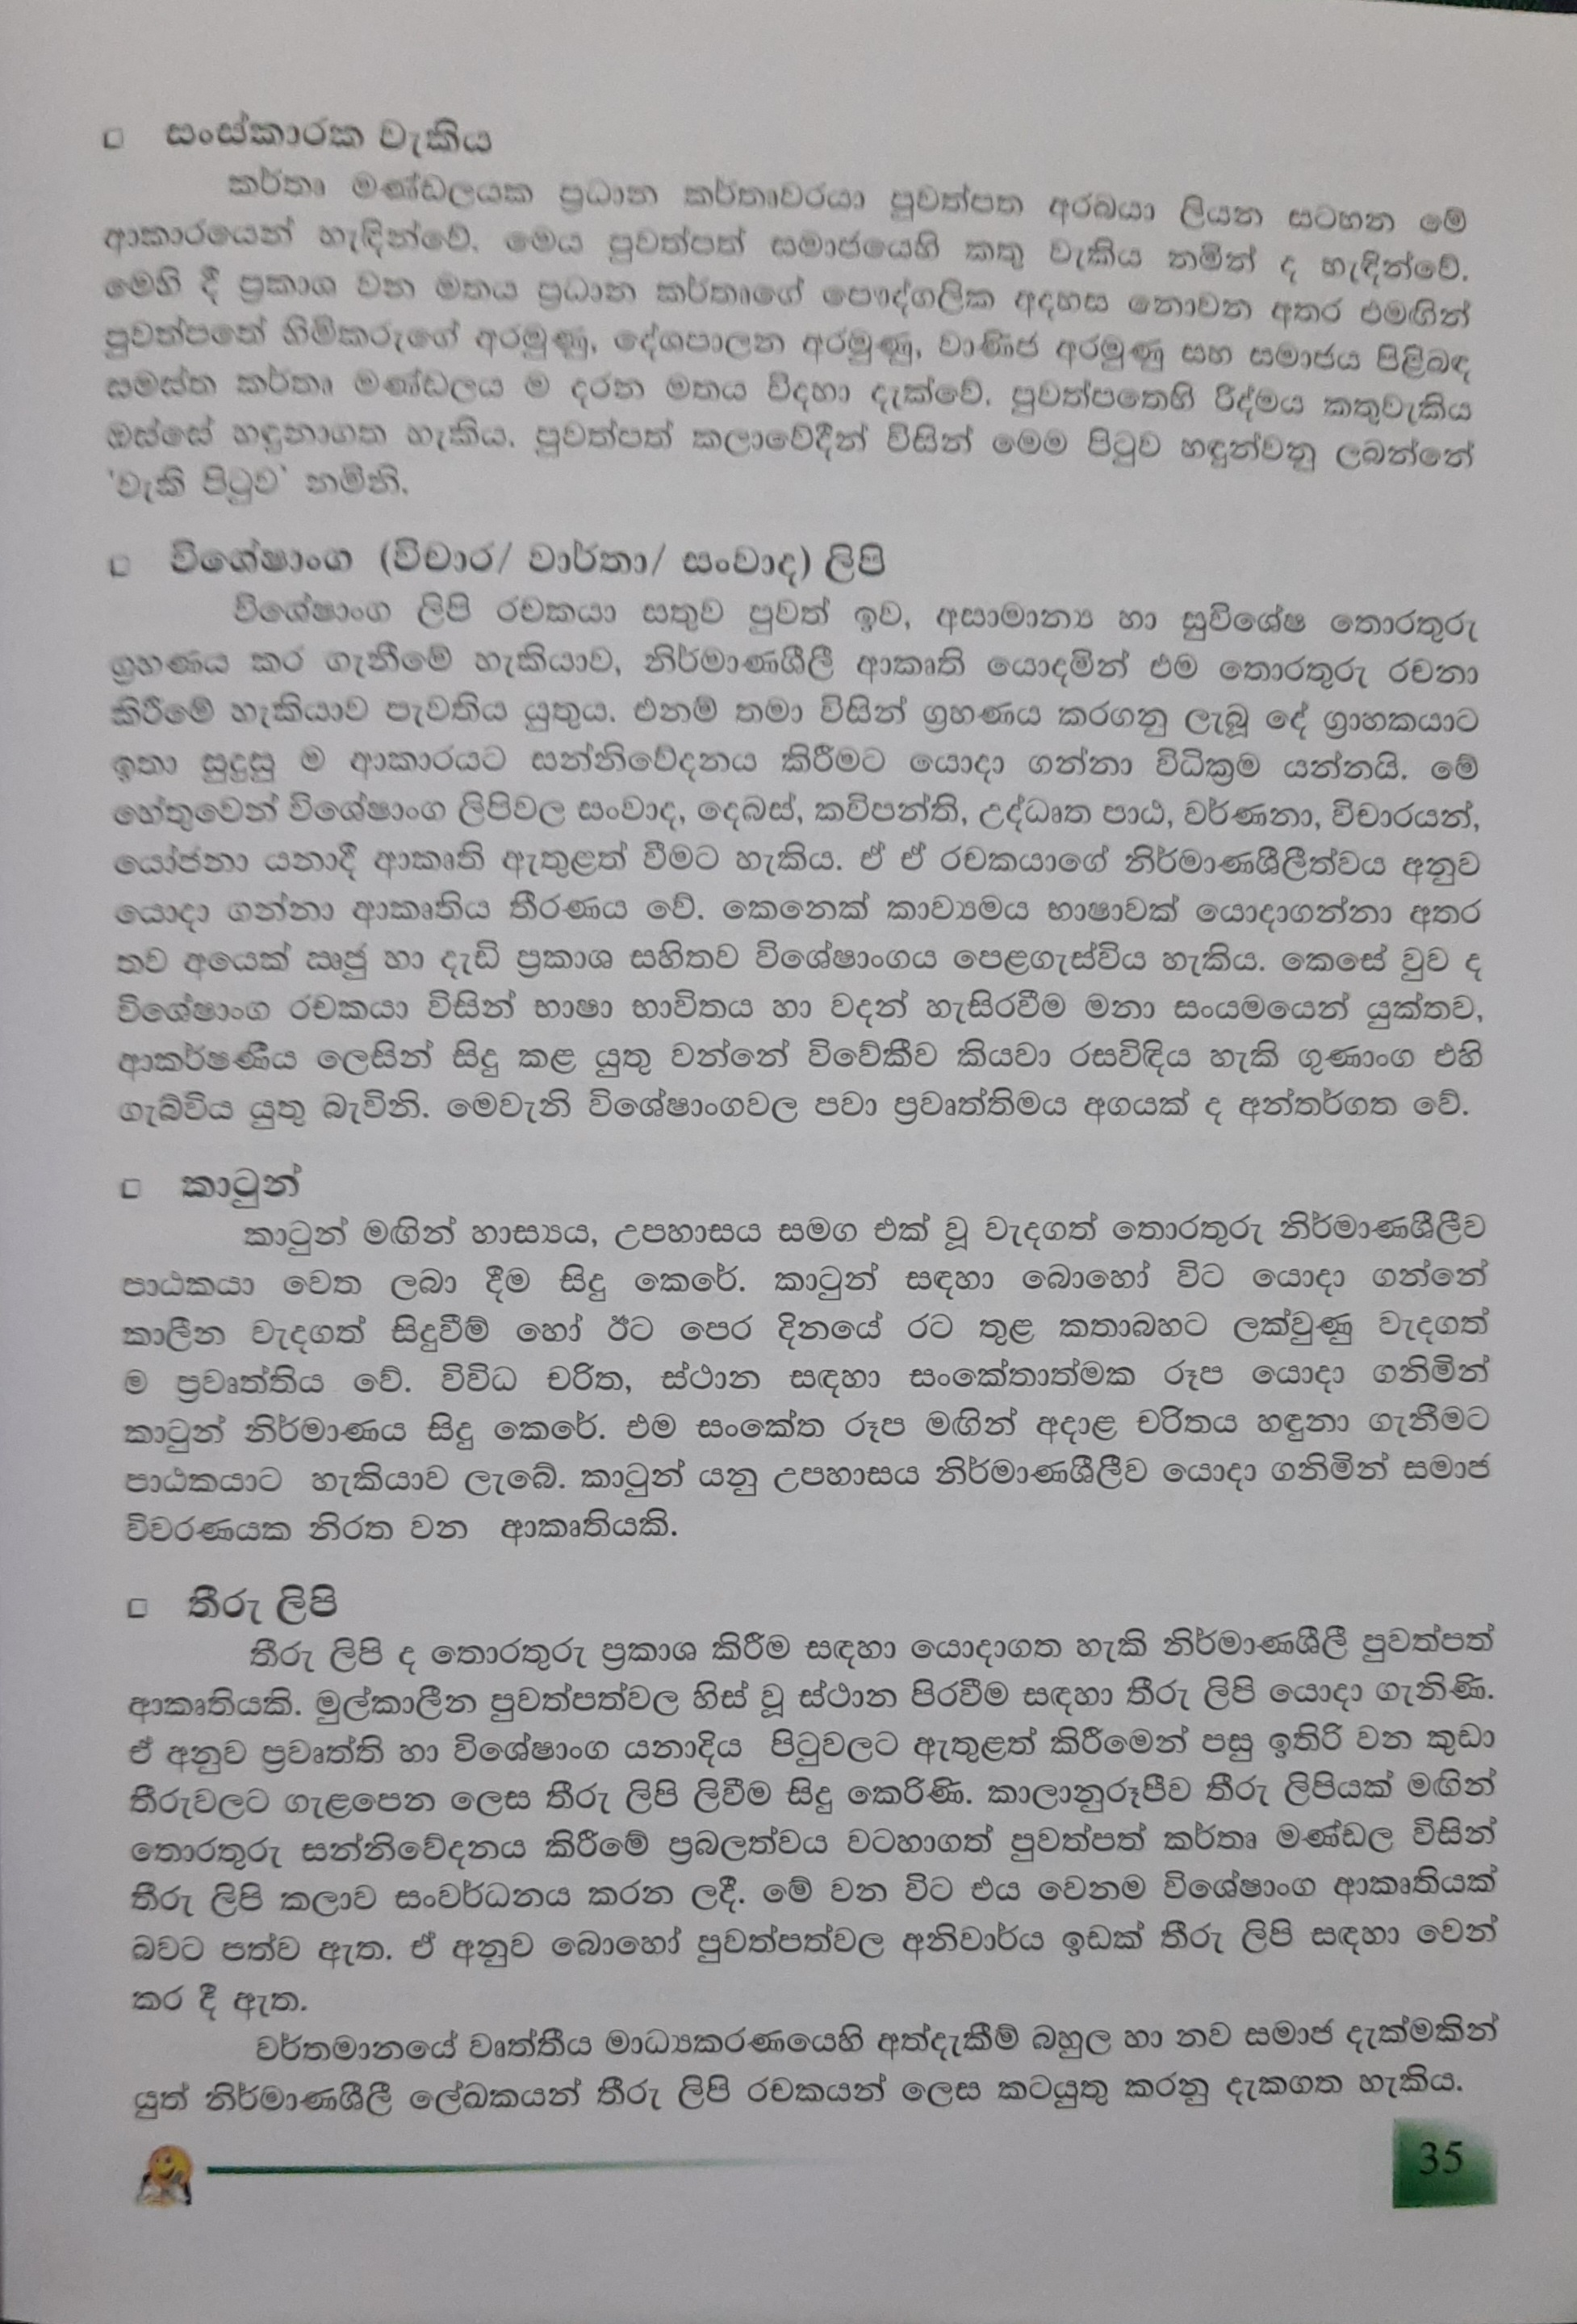 □ සංස්කාරක වැකිය
කර්තෘ මණ්ඩලයක ප්‍රධාන කර්තෘවරයා පුවත්පත අරබයා ලියන සටහන මේ
ආකාරයෙන් හැඳින්වේ. මෙය පුවත්පත් සමාජයෙහි කතු වැකිය නමින් ද හැඳින්වේ.
මෙහි දී ප්‍රකාශ වන මතය ප්‍රධාන කර්තෘගේ පෞද්ගලික අදහස නොවන අතර එමඟින්
පුවත්පතේ හිමිකරුගේ අරමුණු, දේශපාලන අරමුණු, වාණිජ අරමුණු සහ සමාජය පිළිබඳ
සමස්ත කර්තෘ මණ්ඩලය ම දරන මතය විදහා දැක්වේ. පුවත්පතෙහි රිද්මය කතුවැකිය
ඔස්සේ හඳුනාගත හැකිය. පුවත්පත් කලාවේදීන් විසින් මෙම පිටුව හඳුන්වනු ලබන්නේ
'වැකි පිටුව' නමිනි.
□ විශේෂාංග (විචාර/ වාර්තා/ සංවාද) ලිපි
විශේෂාංග ලිපි රචකයා සතුව පුවත් ඉව, අසාමාන්‍ය හා සුවිශේෂ තොරතුරු
ග්‍රහණය කර ගැනීමේ හැකියාව, නිර්මාණශීලී ආකෘති යොදමින් එම තොරතුරු රචනා
කිරීමේ හැකියාව පැවතිය යුතුය. එනම් තමා විසින් ග්‍රහණය කරගනු ලැබූ දේ ග්‍රාහකයාට
ඉතා සුදුසු ම ආකාරයට සන්නිවේදනය කිරීමට යොදා ගන්නා විධික්‍රම යන්නයි. මේ
හේතුවෙන් විශේෂාංග ලිපිවල සංවාද, දෙබස්, කවිපන්ති, උද්ධෘත පාඨ, වර්ණනා, විචාරයන්,
යෝජනා යනාදී ආකෘති ඇතුළත් වීමට හැකිය. ඒ ඒ රචකයාගේ නිර්මාණශීලීත්වය අනුව
යොදා ගන්නා ආකෘතිය තීරණය වේ. කෙනෙක් කාව්‍යමය භාෂාවක් යොදාගන්නා අතර
තව අයෙක් ඍජු හා දැඩි ප්‍රකාශ සහිතව විශේෂාංගය පෙළගැස්විය හැකිය. කෙසේ වුව ද
විශේෂාංග රචකයා විසින් භාෂා භාවිතය හා වදන් හැසිරවීම මනා සංයමයෙන් යුක්තව,
ආකර්ෂණීය ලෙසින් සිදු කළ යුතු වන්නේ විවේකීව කියවා රසවිඳිය හැකි ගුණාංග එහි
ගැබ්විය යුතු බැවිනි. මෙවැනි විශේෂාංගවල පවා ප්‍රවෘත්තිමය අගයක් ද අන්තර්ගත වේ.
□ කාටුන්
කාටුන් මඟින් හාස්‍යය, උපහාසය සමග එක් වූ වැදගත් තොරතුරු නිර්මාණශීලීව
පාඨකයා වෙත ලබා දීම සිදු කෙරේ. කාටුන් සඳහා බොහෝ විට යොදා ගන්නේ
කාලීන වැදගත් සිදුවීම් හෝ ඊට පෙර දිනයේ රට තුළ කතාබහට ලක්වුණු වැදගත්
ම ප්‍රවෘත්තිය වේ. විවිධ චරිත, ස්ථාන සඳහා සංකේතාත්මක රූප යොදා ගනිමින්
කාටුන් නිර්මාණය සිදු කෙරේ. එම සංකේත රූප මඟින් අදාළ චරිතය හඳුනා ගැනීමට
පාඨකයාට හැකියාව ලැබේ. කාටුන් යනු උපහාසය නිර්මාණශීලීව යොදා ගනිමින් සමාජ
විවරණයක නිරත වන ආකෘතියකි.
□ තීරු ලිපි
තීරු ලිපි ද තොරතුරු ප්‍රකාශ කිරීම සඳහා යොදාගත හැකි නිර්මාණශීලී පුවත්පත්
ආකෘතියකි. මුල්කාලීන පුවත්පත්වල හිස් වූ ස්ථාන පිරවීම සඳහා තීරු ලිපි යොදා ගැනිණි.
ඒ අනුව ප්‍රවෘත්ති හා විශේෂාංග යනාදිය පිටුවලට ඇතුළත් කිරීමෙන් පසු ඉතිරි වන කුඩා
තීරුවලට ගැළපෙන ලෙස තීරු ලිපි ලිවීම සිදු කෙරිණි. කාලානුරූපීව තීරු ලිපියක් මඟින්
තොරතුරු සන්නිවේදනය කිරීමේ ප්‍රබලත්වය වටහාගත් පුවත්පත් කර්තෘ මණ්ඩල විසින්
තීරු ලිපි කලාව සංවර්ධනය කරන ලදී. මේ වන විට එය වෙනම විශේෂාංග ආකෘතියක්
බවට පත්ව ඇත. ඒ අනුව බොහෝ පුවත්පත්වල අනිවාර්ය ඉඩක් තීරු ලිපි සඳහා වෙන්
කර දී ඇත.
වර්තමානයේ වෘත්තීය මාධ්‍යකරණයෙහි අත්දැකීම් බහුල හා නව සමාජ දැක්මකින්
යුත් නිර්මාණශීලී ලේඛකයන් තීරු ලිපි රචකයන් ලෙස කටයුතු කරනු දැකගත හැකිය.
35